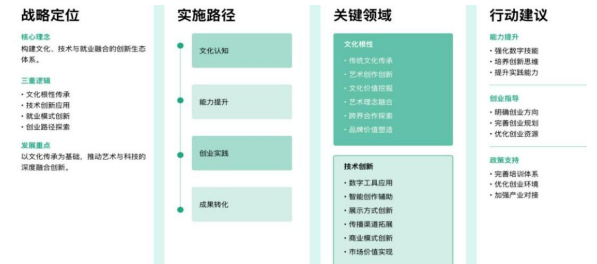 战略定位
核心理念
构建文化、技术与就业融合的创新生态
体系。
三重逻辑
• 文化根性传承
• 技术创新应用
• 就业模式创新
• 创业路径探索
发展重点
以文化传承为基础，推动艺术与科技的
深度融合创新。
实施路径
文化认知
能力提升
创业实践
成果转化
关键领域
文化根性
• 传统文化传承
• 艺术创作创新
• 文化价值挖掘
• 艺术理念融合
• 跨界合作探索
• 品牌价值塑造
技术创新
• 数字工具应用
• 智能创作辅助
• 展示方式创新
• 传播渠道拓展
• 商业模式创新
• 市场价值实现
行动建议
能力提升
• 强化数字技能
• 培养创新思维
• 提升实践能力
创业指导
• 明确创业方向
• 完善创业规划
• 优化创业资源
政策支持
• 完善培训体系
• 优化创业环境
• 加强产业对接